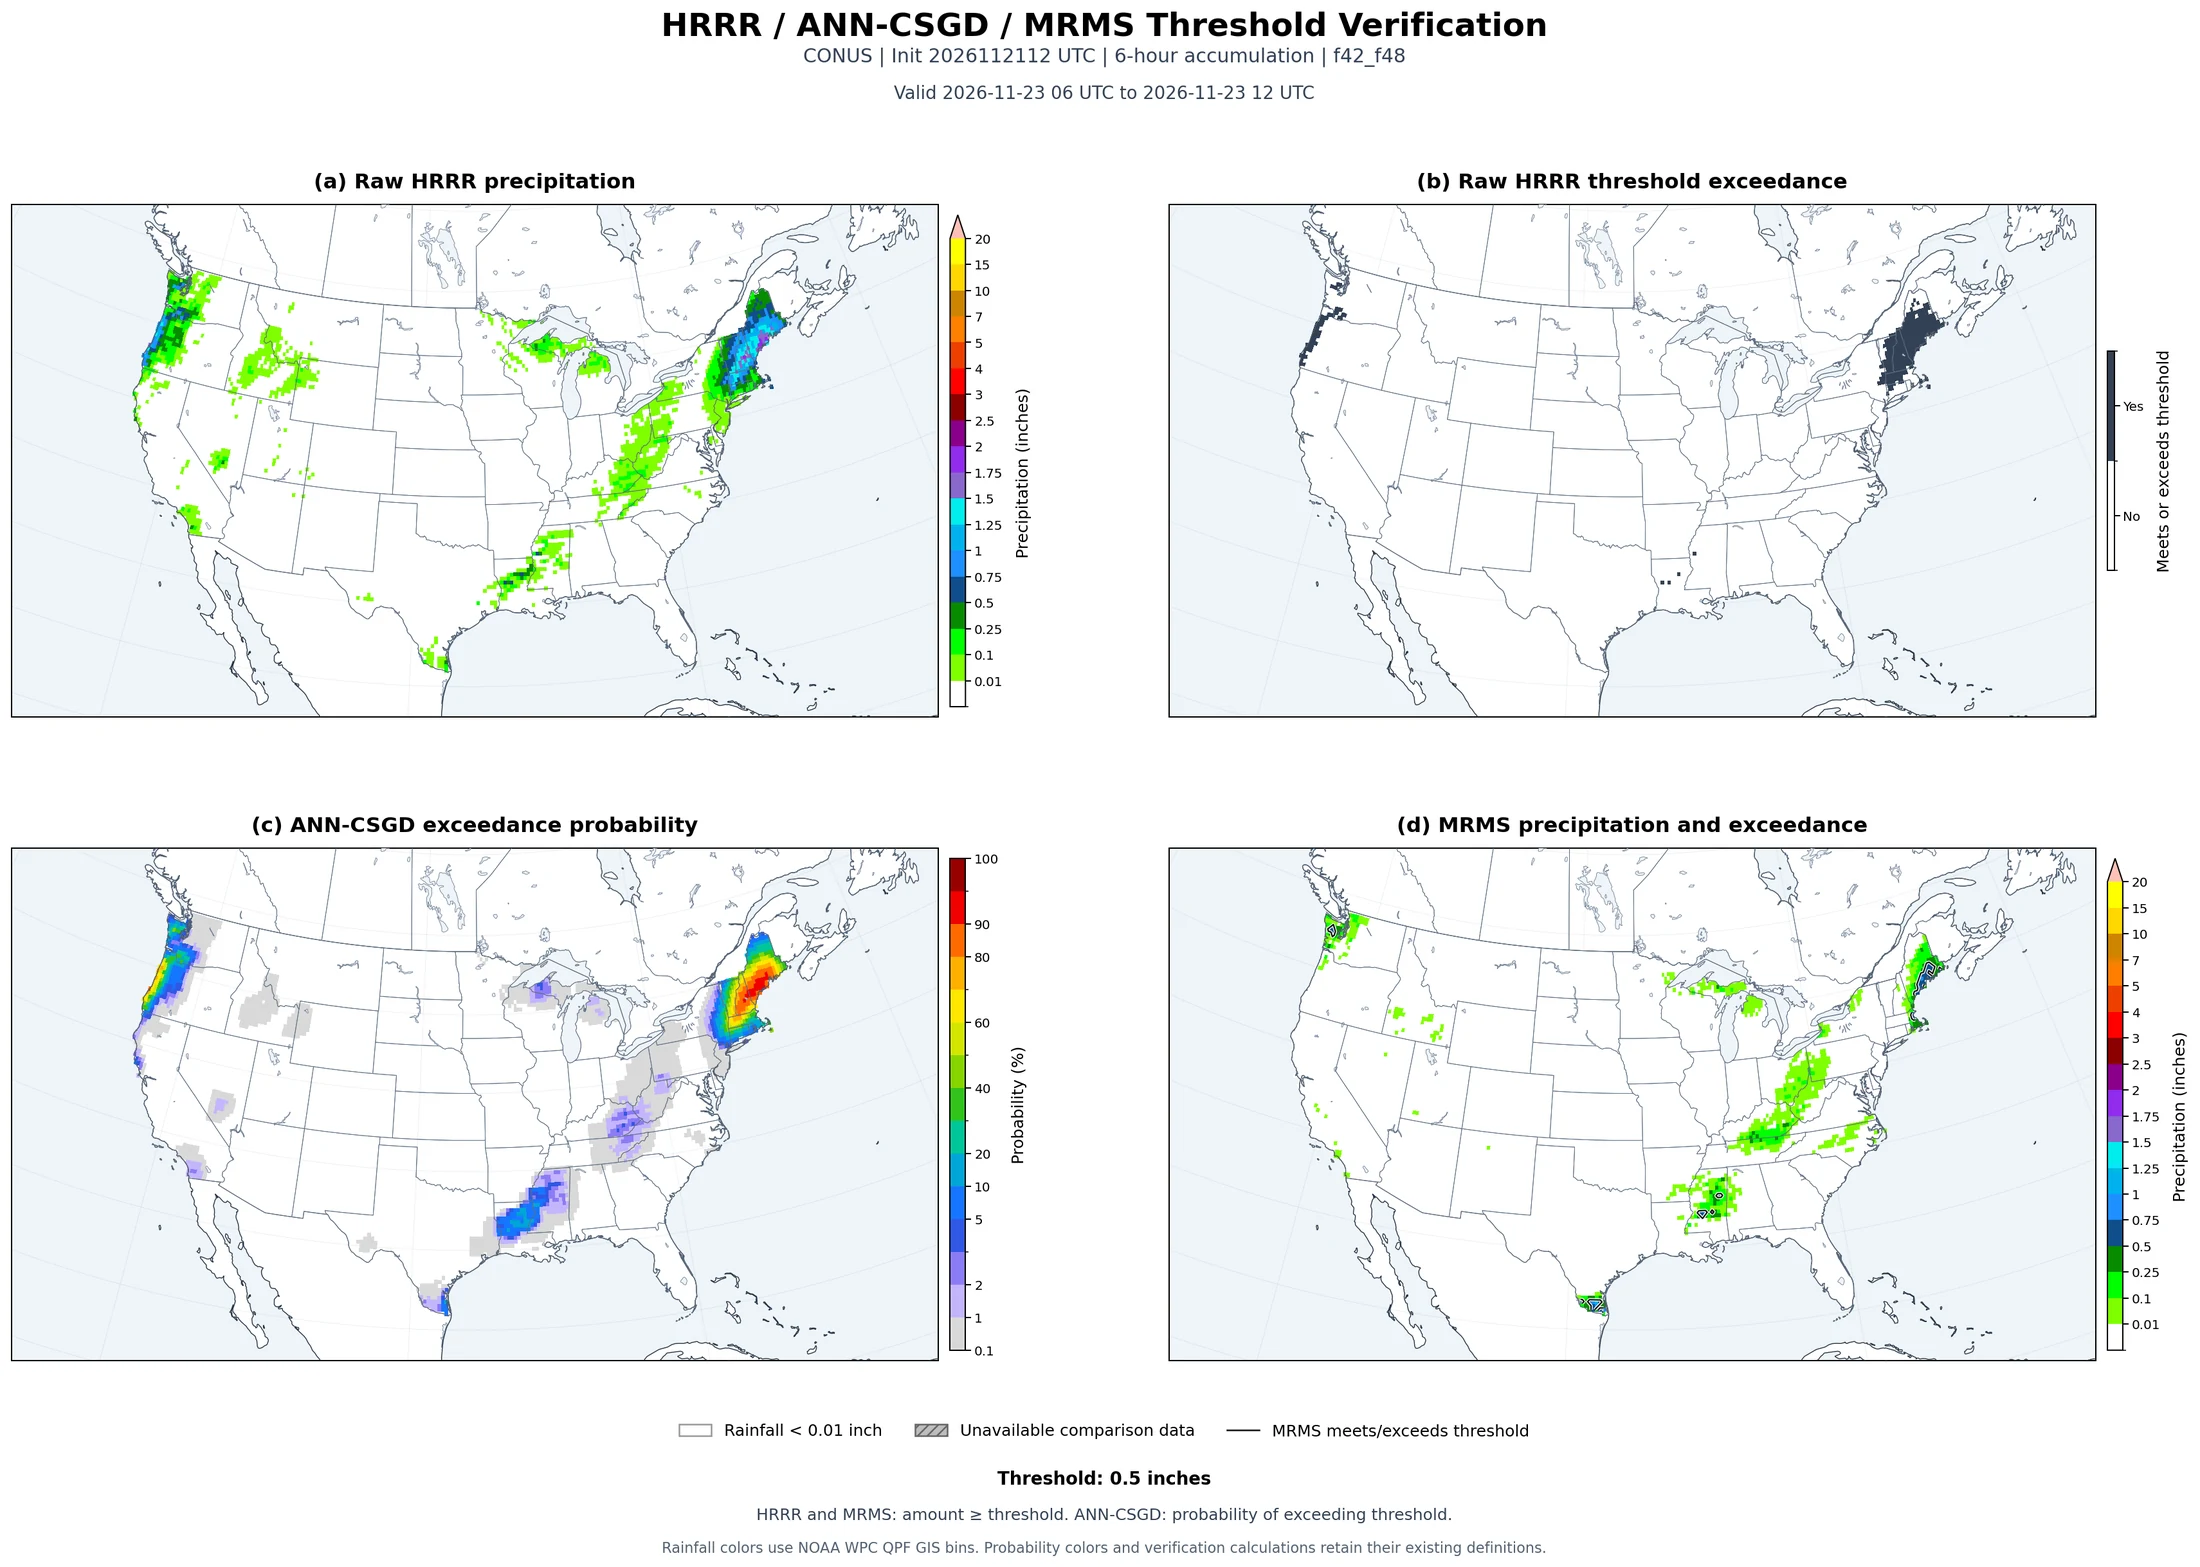 HRRR / ANN-CSGD / MRMS Threshold Verification
CONUS | Init 2026112112 UTC | 6-hour accumulation | f42_f48
Valid 2026-11-23 06 UTC to 2026-11-23 12 UTC
(a) Raw HRRR precipitation
20
15
10
7
5
4
3
2.5
2
1.75
1.5
1.25
1
0.75
0.5
0.25
0.1
0.01
Precipitation (inches)
(b) Raw HRRR threshold exceedance
Yes
No
Meets or exceeds threshold
(c) ANN-CSGD exceedance probability
100
90
80
60
40
20
10
5
2
1
0.1
Probability (%)
(d) MRMS precipitation and exceedance
20
15
10
7
5
4
3
2.5
2
1.75
1.5
1.25
1
0.75
0.5
0.25
0.1
0.01
Precipitation (inches)
Rainfall < 0.01 inch
Unavailable comparison data
MRMS meets/exceeds threshold
Threshold: 0.5 inches
HRRR and MRMS: amount ≥ threshold. ANN-CSGD: probability of exceeding threshold.
Rainfall colors use NOAA WPC QPF GIS bins. Probability colors and verification calculations retain their existing definitions.